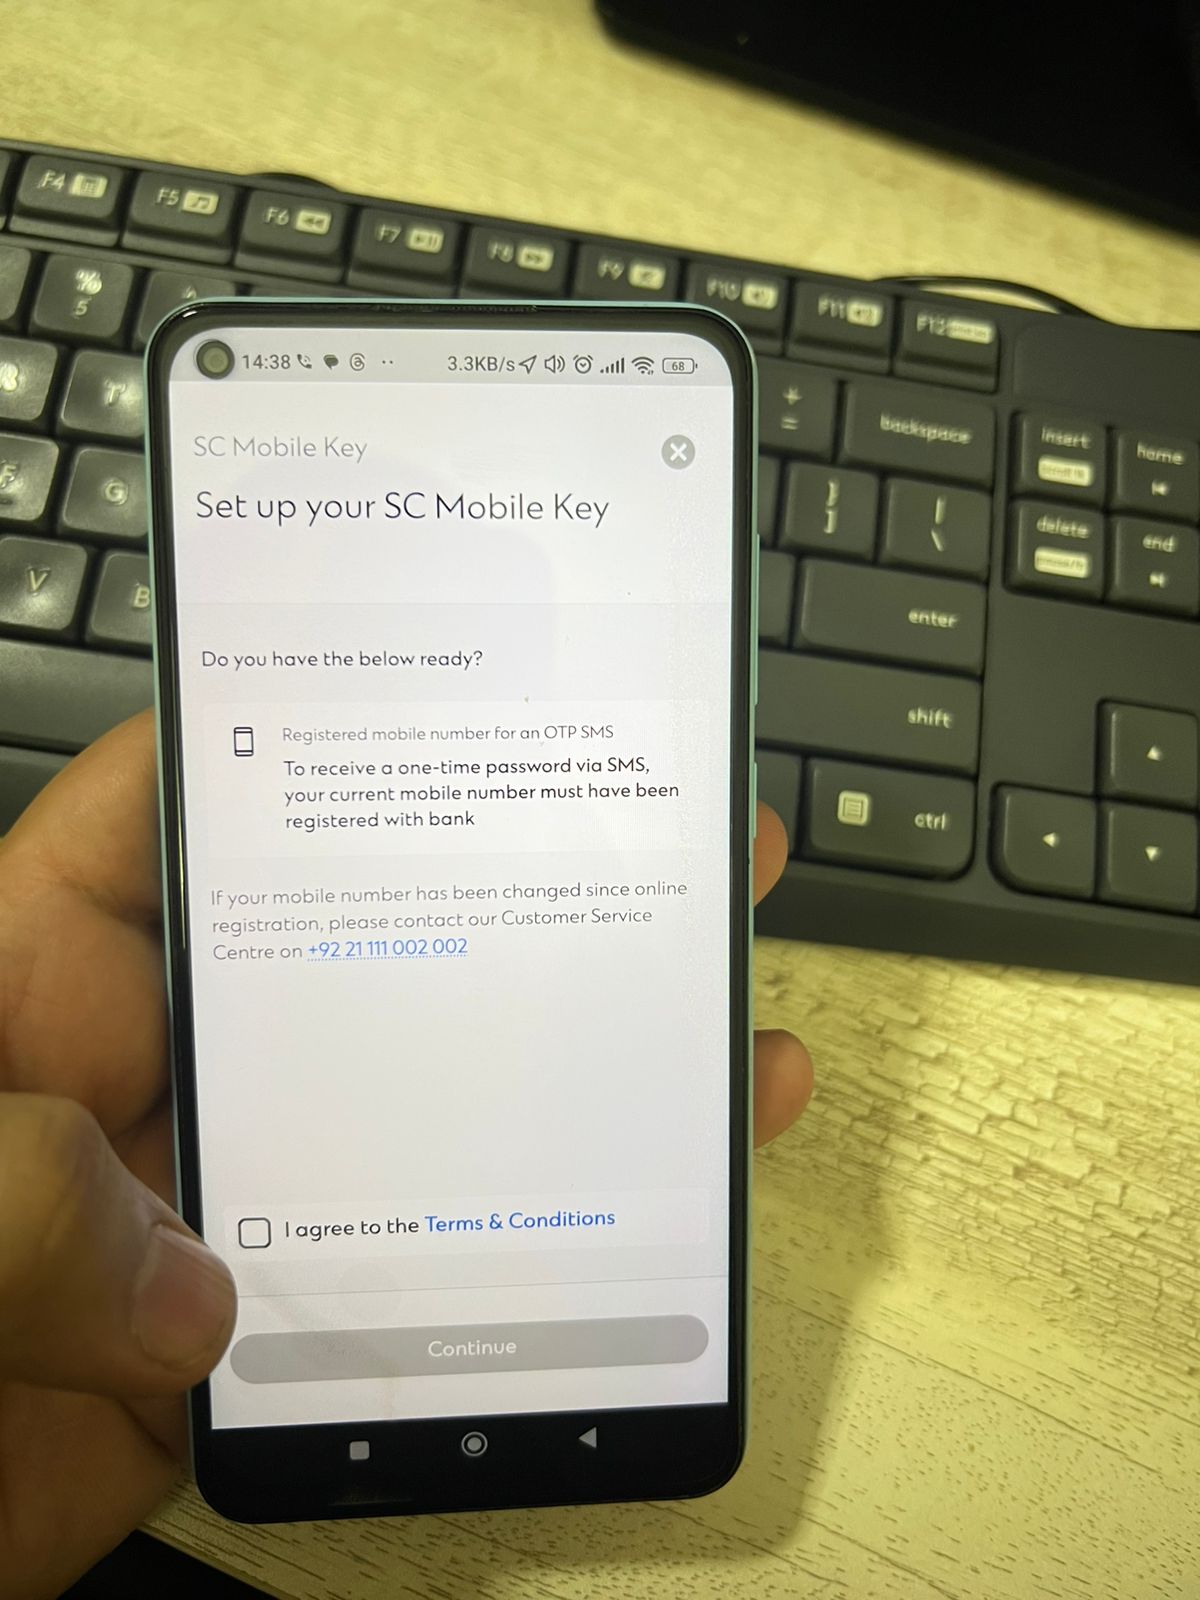 F4
F5
F6
F7
F8
F9
F10
F11
F12
%
5
T
+
=
backspace
insert
home
F
G
}
]
|
\
delete
end
V
B
enter
shift
ctrl
14:38
3.3KB/s
68
SC Mobile Key
Set up your SC Mobile Key
Do you have the below ready?
Registered mobile number for an OTP SMS
To receive a one-time password via SMS,
your current mobile number must have been
registered with bank
If your mobile number has been changed since online
registration, please contact our Customer Service
Centre on +92 21 111 002 002
I agree to the Terms & Conditions
Continue